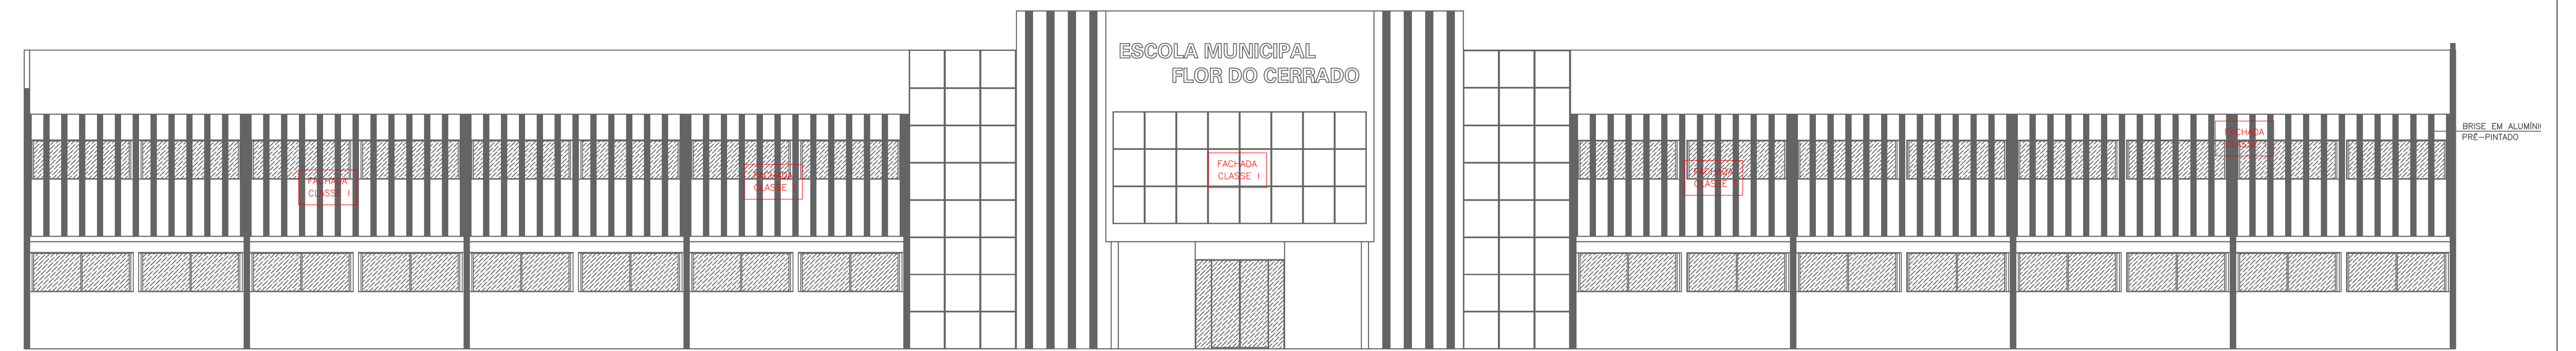 ESCOLA MUNICIPAL
FLOR DO CERRADO
FACHADA
CLASSE I
FACHADA
CLASSE I
FACHADA
CLASSE I
FACHADA
CLASSE I
FACHADA
CLASSE I
BRISE EM ALUMÍNI
PRÉ-PINTADO